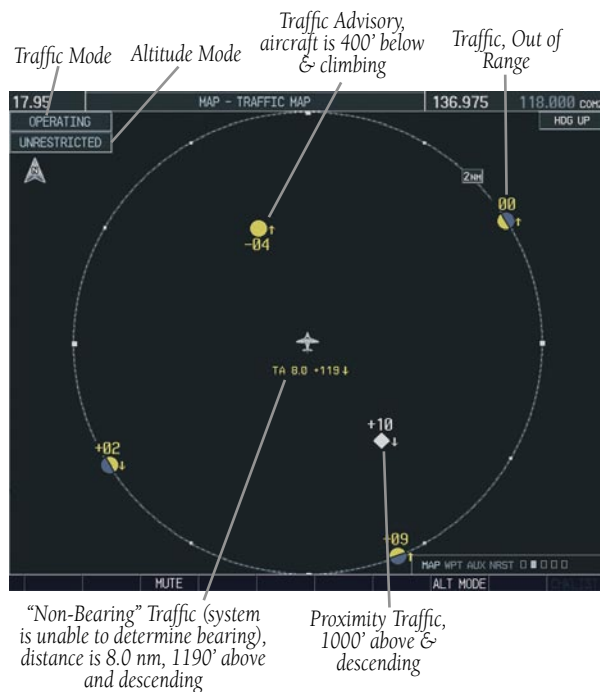 Traffic Advisory,
aircraft is 400' below
& climbing
Traffic, Out of
Range
Traffic Mode
Altitude Mode
17.95 MAP - TRAFFIC MAP 136.975 118.000 COM2
OPERATING
HDG UP
UNRESTRICTED
N
2NM
00↑
↑
-04
TA 8.0 +119↓
+10
↓
+02
↓
+09
↑
MAP WPT AUX NRST
MUTE ALT MODE
"Non-Bearing" Traffic (system
is unable to determine bearing),
distance is 8.0 nm, 1190' above
and descending
Proximity Traffic,
1000' above &
descending